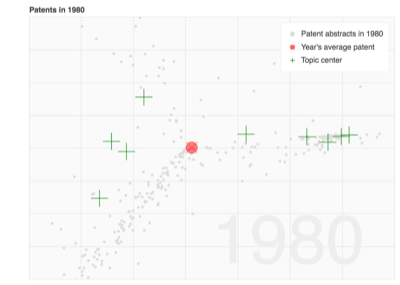 Patents in 1980
Patent abstracts in 1980
Year's average patent
Topic center
1980